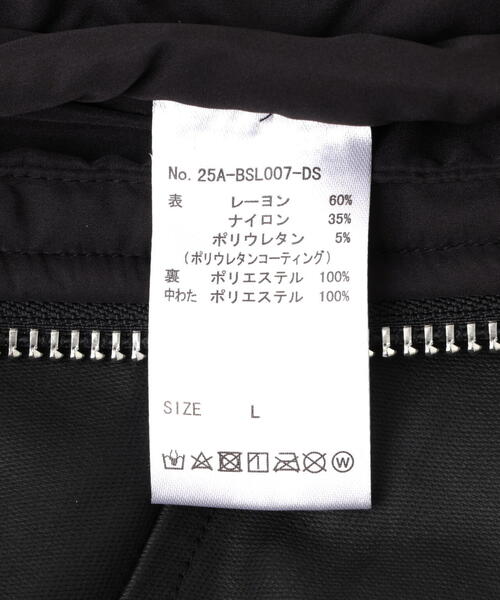 No. 25A-BSL007-DS
表 レーヨン 60%
ナイロン 35%
ポリウレタン 5%
(ポリウレタンコーティング)
裏 ポリエステル 100%
中わた ポリエステル 100%
SIZE L
W